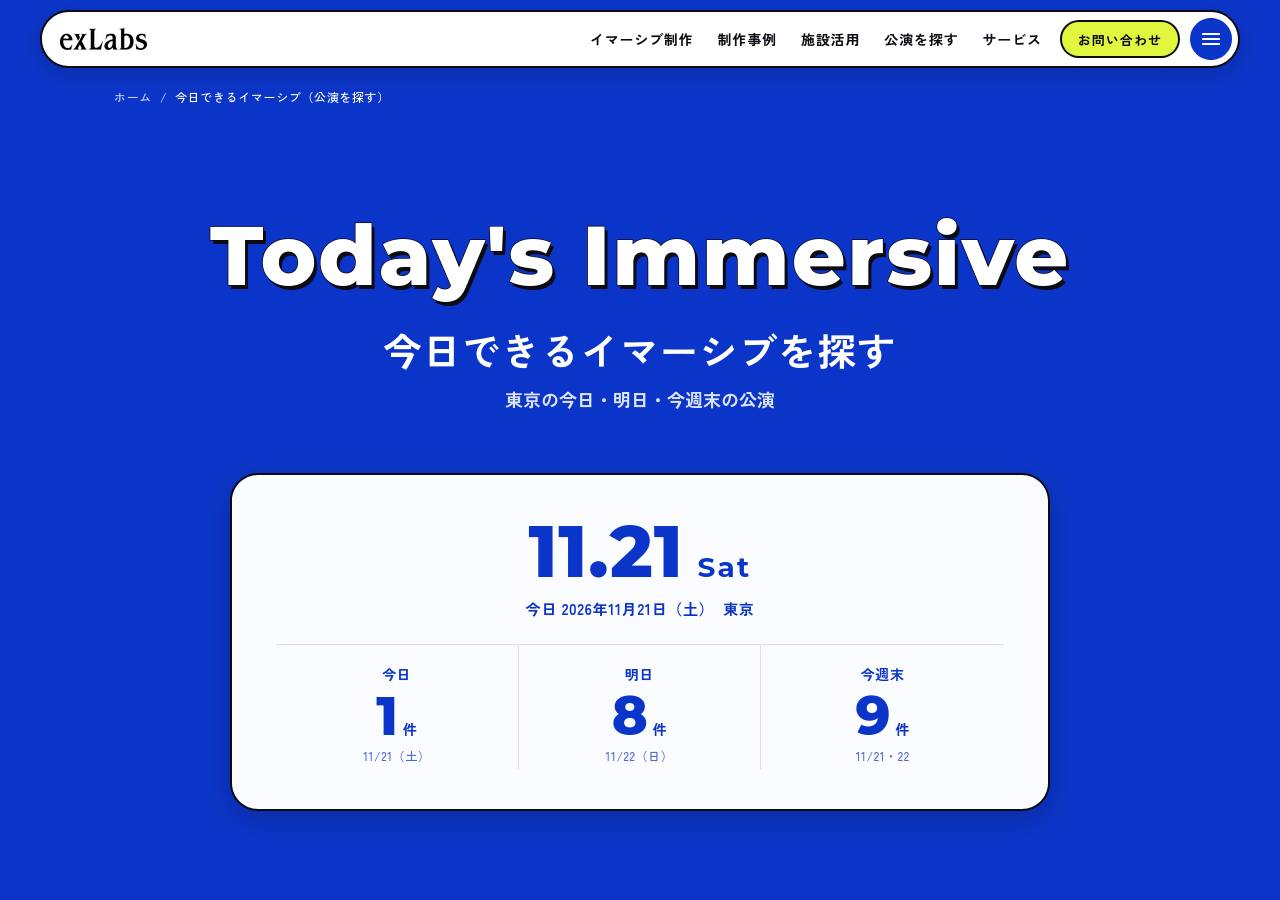 exLabs
イマーシブ制作 制作事例 施設活用 公演を探す サービス お問い合わせ
ホーム / 今日できるイマーシブ（公演を探す）
Today's Immersive
今日できるイマーシブを探す
東京の今日・明日・今週末の公演
11.21 Sat
今日 2026年11月21日（土） 東京
今日 明日 今週末
1件 8件 9件
11/21（土） 11/22（日） 11/21・22